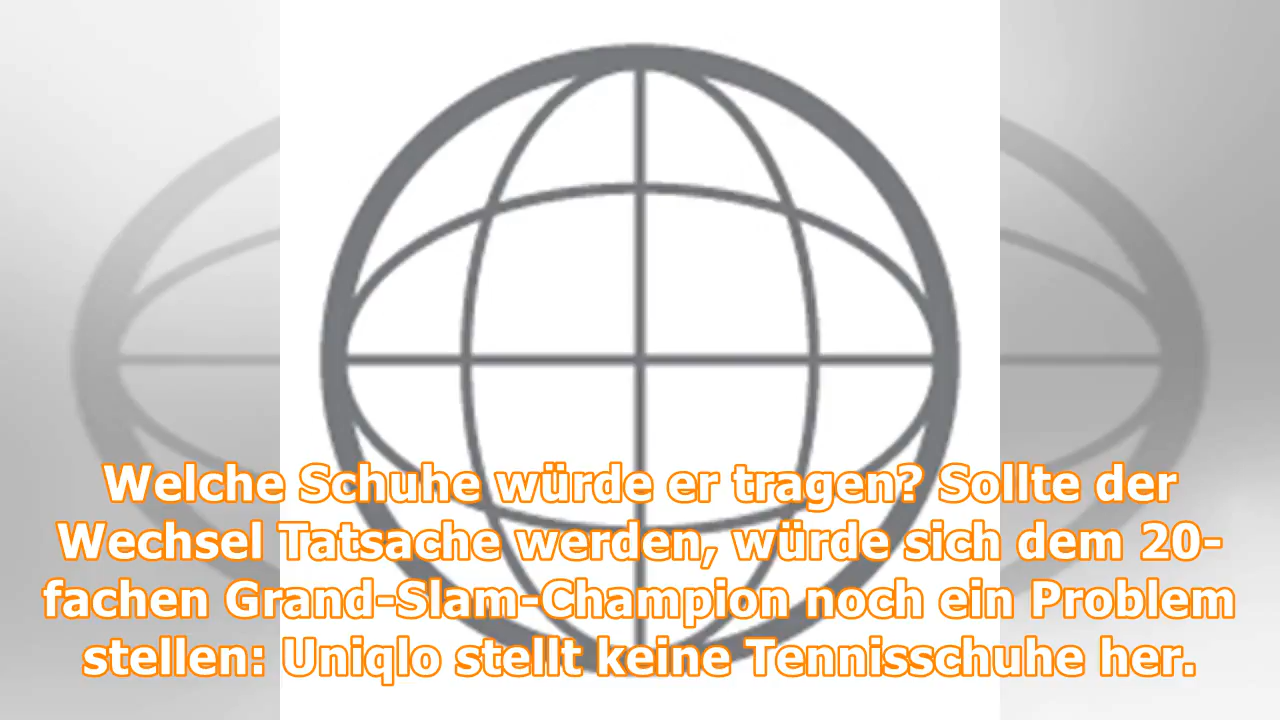 Welche Schuhe würde er tragen? Sollte der
Wechsel Tatsache werden, würde sich dem 20-
fachen Grand-Slam-Champion noch ein Problem
stellen: Uniqlo stellt keine Tennisschuhe her.